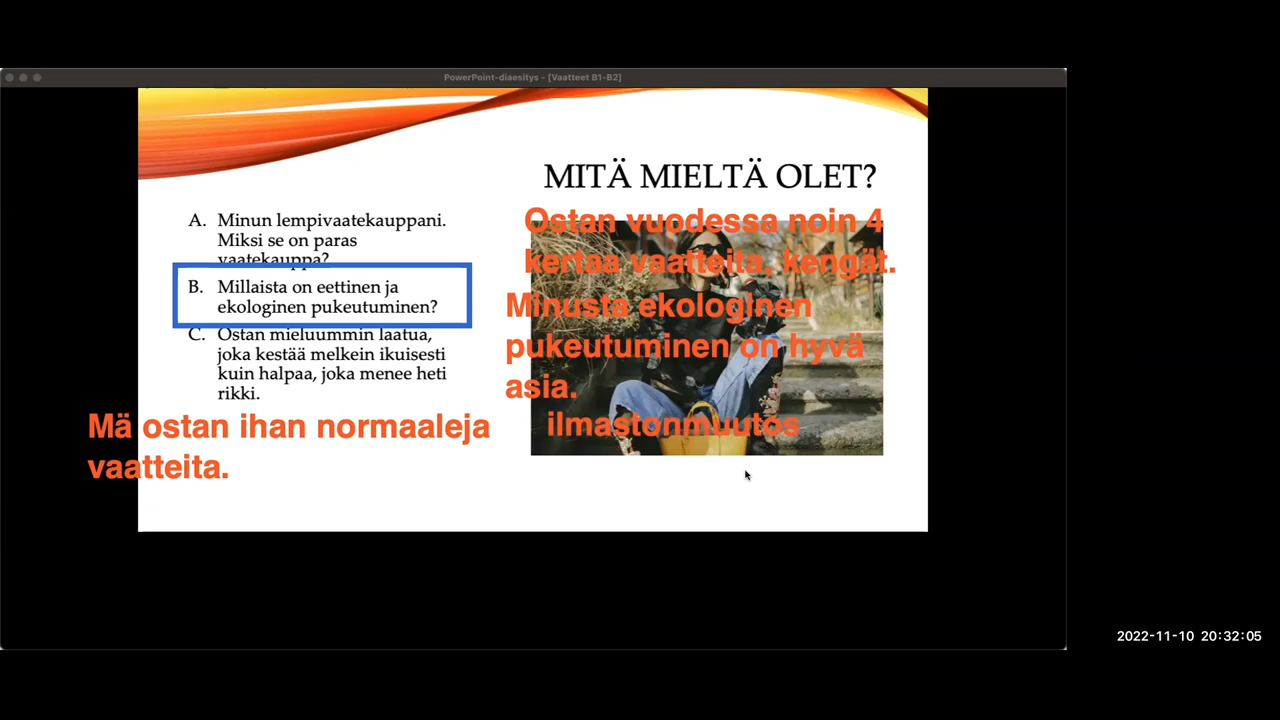 PowerPoint-diaesitys - [Vaatteet B1-B2]
MITÄ MIELTÄ OLET?
A. Minun lempivaatekauppani.
Miksi se on paras
vaatekauppa?
B. Millaista on eettinen ja
ekologinen pukeutuminen?
C. Ostan mieluummin laatua,
joka kestää melkein ikuisesti
kuin halpaa, joka menee heti
rikki.
Mä ostan ihan normaaleja
vaatteita.
Ostan vuodessa noin 4
kertaa vaatteita, kengät.
Minusta ekologinen
pukeutuminen on hyvä
asia.
ilmastonmuutos
2022-11-10 20:32:05